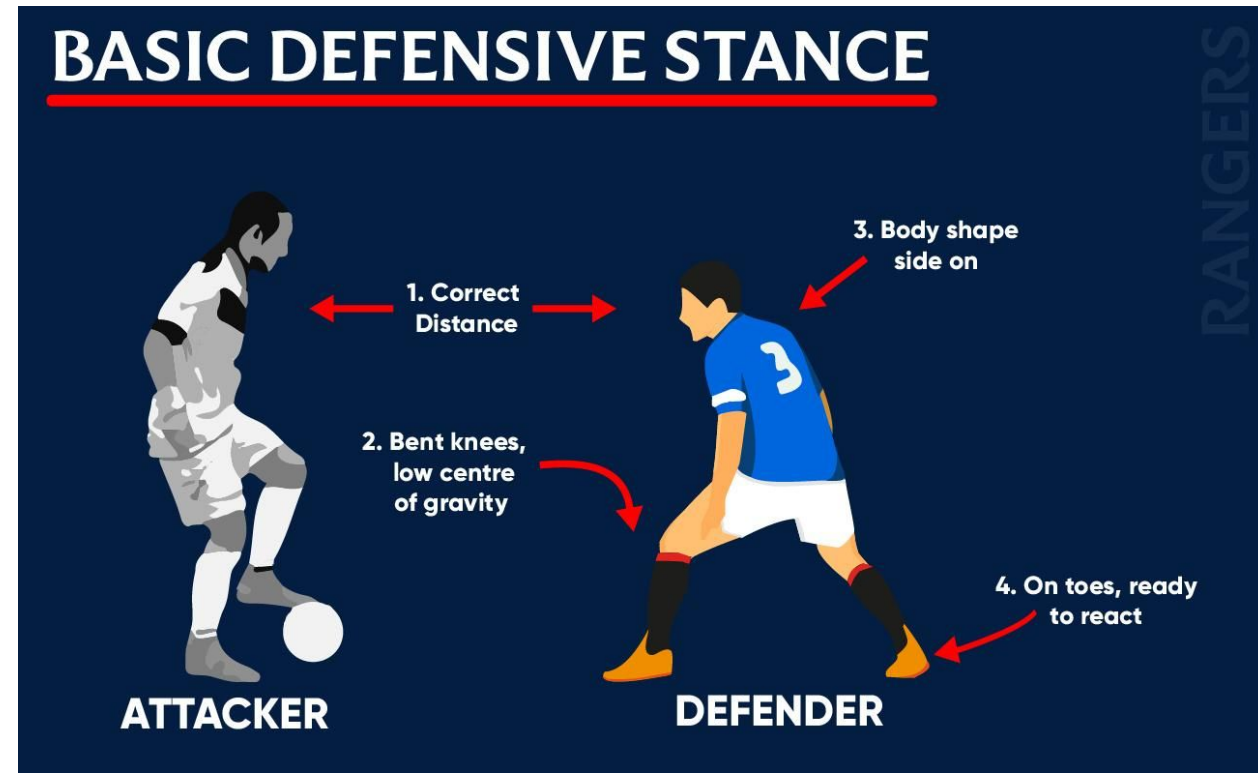 BASIC DEFENSIVE STANCE
RANGERS
3. Body shape
side on
1. Correct
Distance
3
2. Bent knees,
low centre
of gravity
4. On toes, ready
to react
ATTACKER
DEFENDER